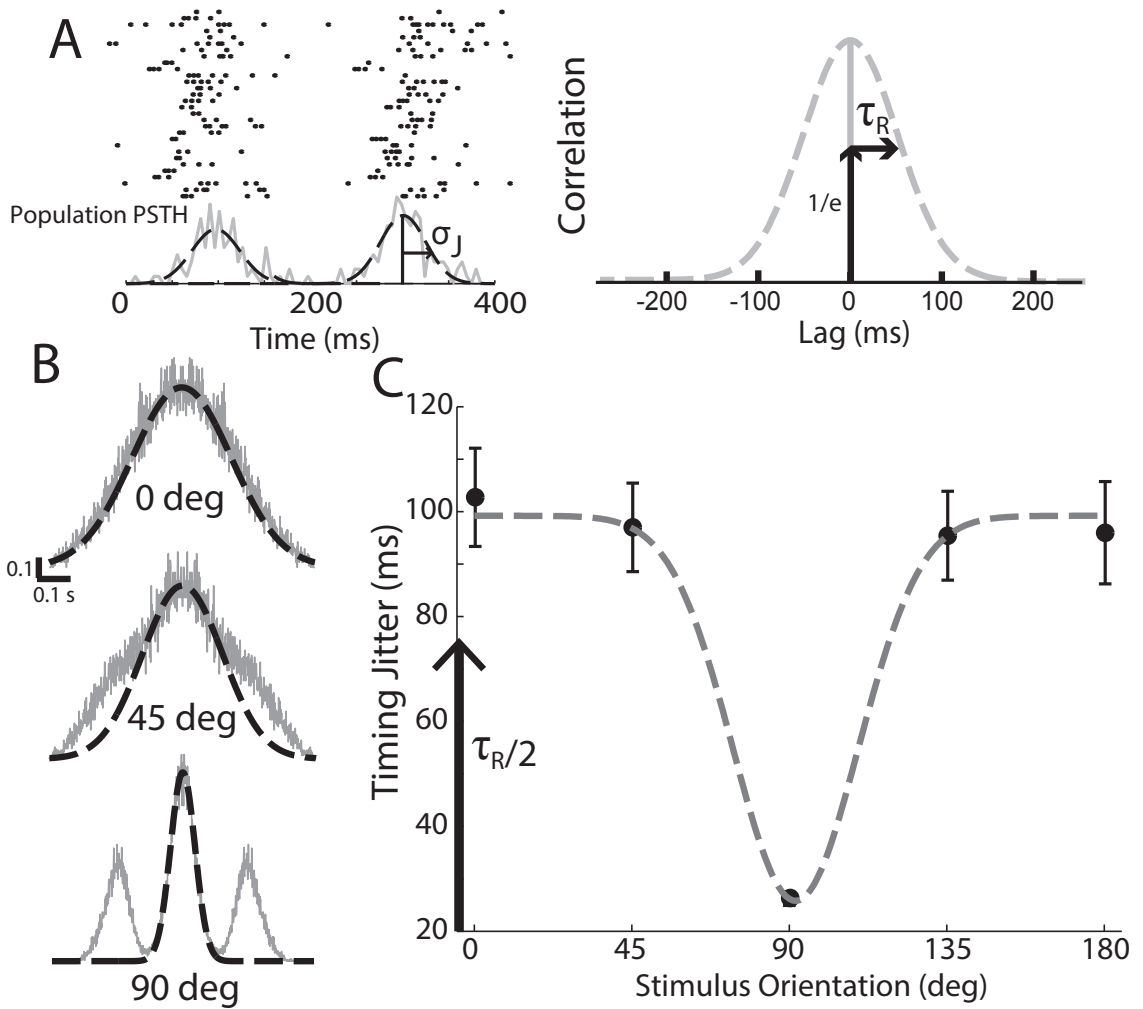 A
Population PSTH
σJ
0
200
400
Time (ms)
Correlation
τR
1/e
-200
-100
0
100
200
Lag (ms)
B
0 deg
0.1
0.1 s
45 deg
90 deg
C
Timing Jitter (ms)
120
100
80
60
40
20
τR/2
0
45
90
135
180
Stimulus Orientation (deg)